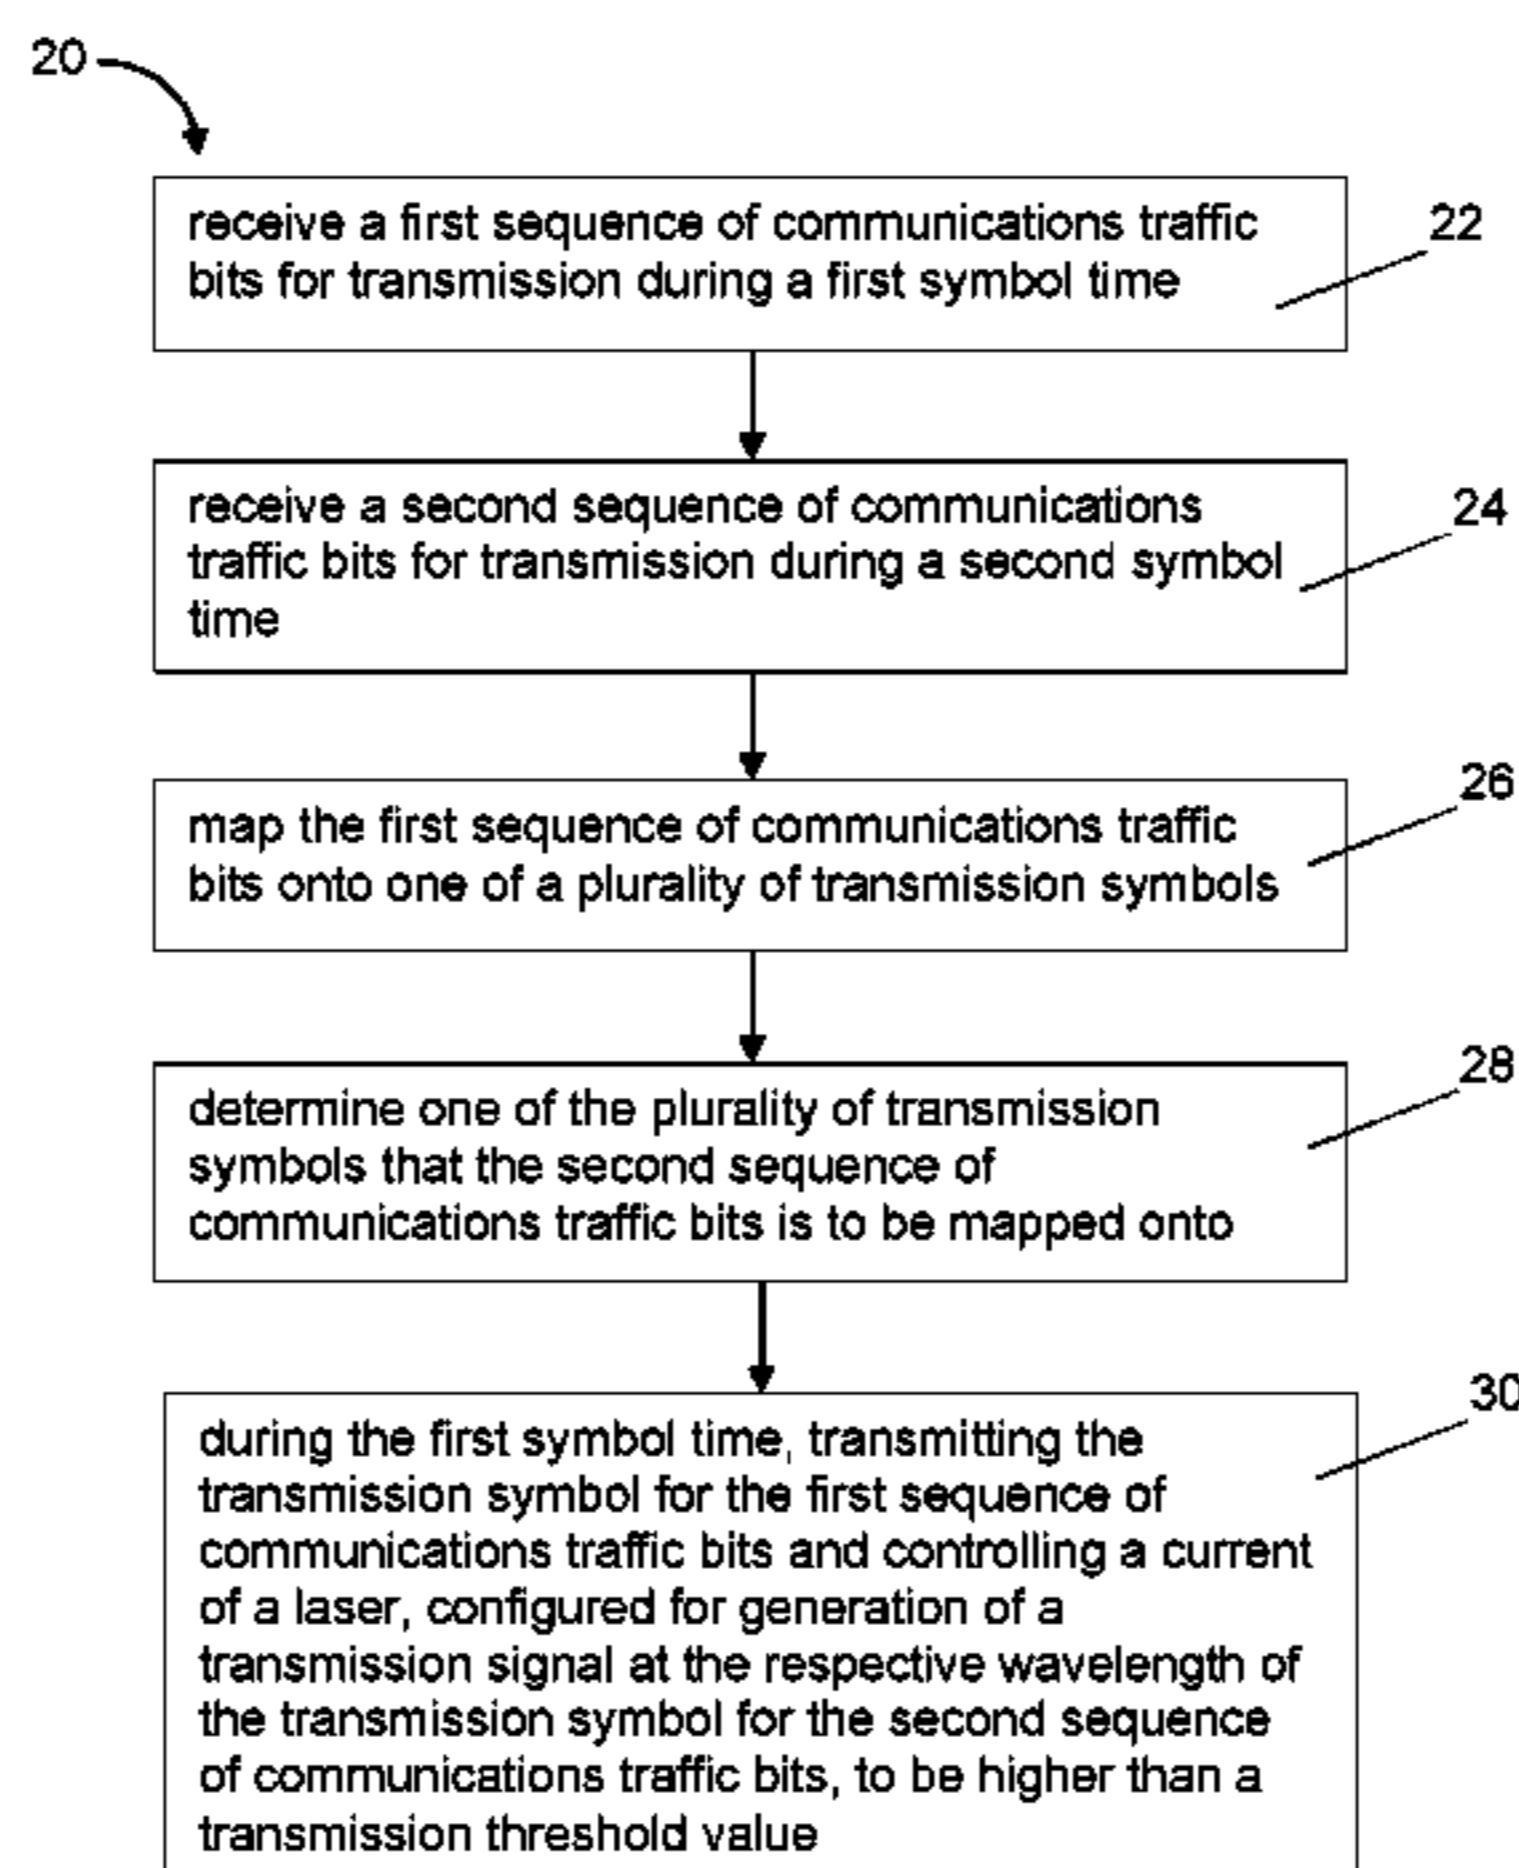 20
receive a first sequence of communications traffic
bits for transmission during a first symbol time
22
receive a second sequence of communications
traffic bits for transmission during a second symbol
time
24
map the first sequence of communications traffic
bits onto one of a plurality of transmission symbols
26
determine one of the plurality of transmission
symbols that the second sequence of
communications traffic bits is to be mapped onto
28
during the first symbol time, transmitting the
transmission symbol for the first sequence of
communications traffic bits and controlling a current
of a laser, configured for generation of a
transmission signal at the respective wavelength of
the transmission symbol for the second sequence
of communications traffic bits, to be higher than a
transmission threshold value
30